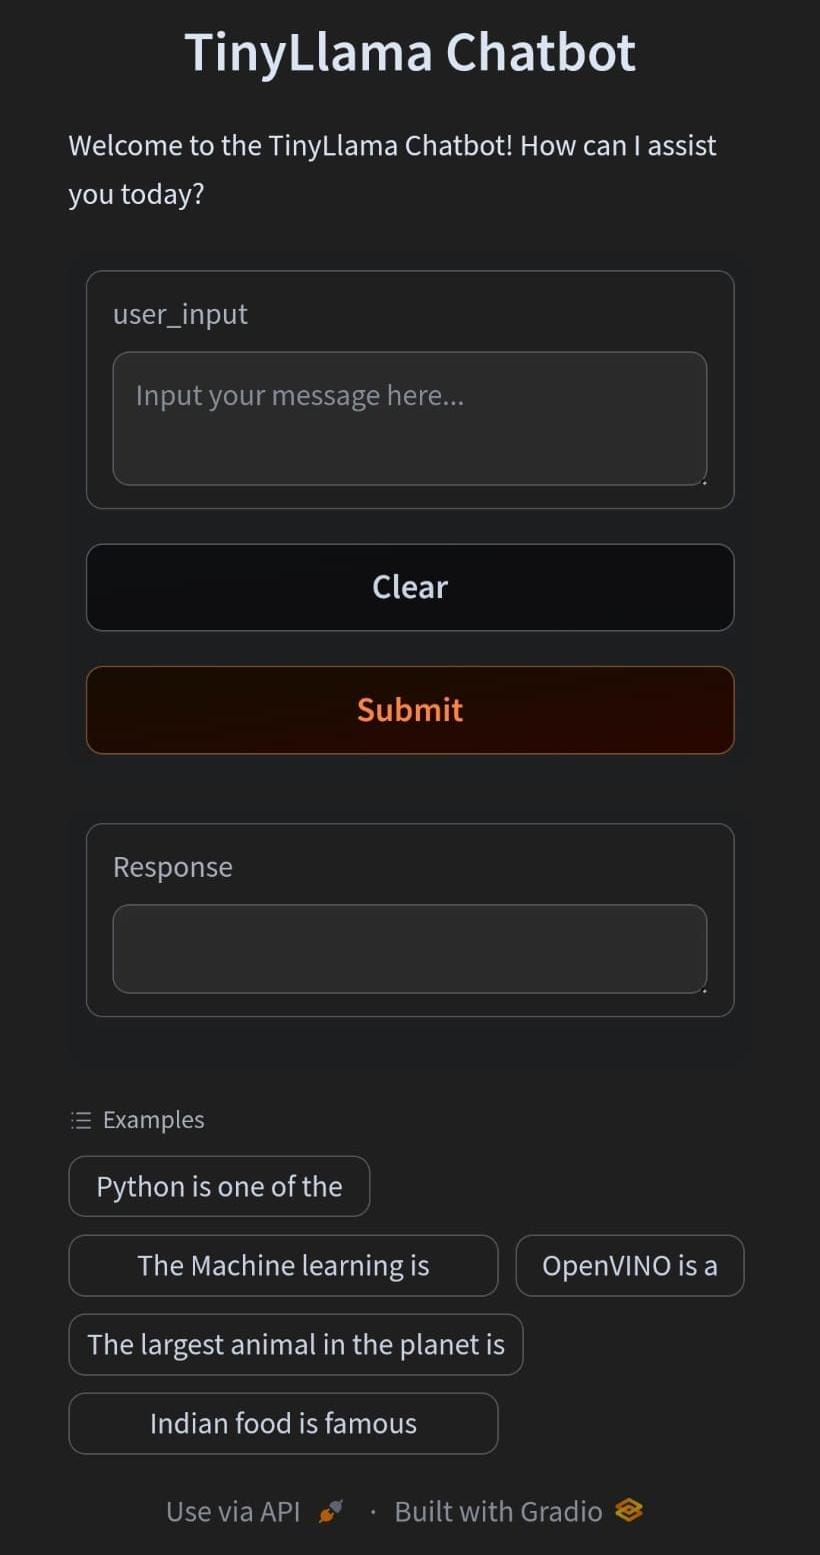 TinyLlama Chatbot
Welcome to the TinyLlama Chatbot! How can I assist
you today?
user_input
Input your message here...
Clear
Submit
Response
Examples
Python is one of the
The Machine learning is
OpenVINO is a
The largest animal in the planet is
Indian food is famous
Use via API · Built with Gradio